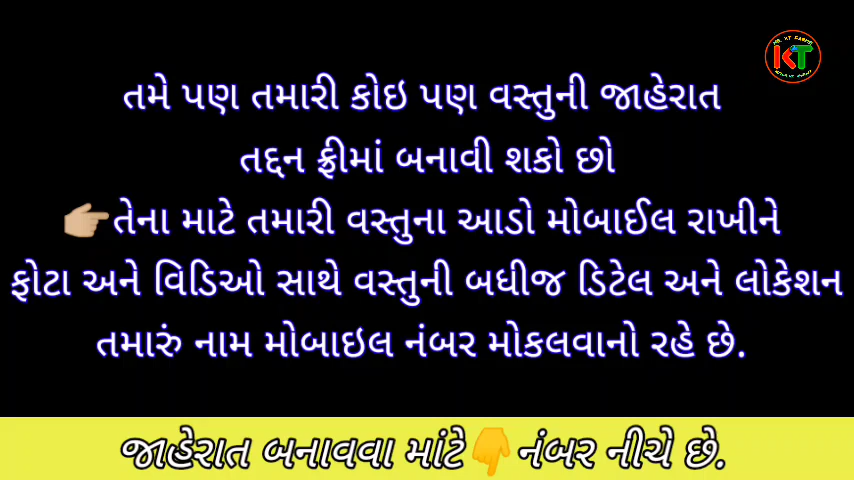 KT
તમે પણ તમારી કોઇ પણ વસ્તુની જાહેરાત
તદ્દન ફ્રીમાં બનાવી શકો છો
👉તેના માટે તમારી વસ્તુના આડો મોબાઈલ રાખીને
ફોટા અને વિડિઓ સાથે વસ્તુની બધીજ ડિટેલ અને લોકેશન
તમારું નામ મોબાઇલ નંબર મોકલવાનો રહે છે.
જાહેરાત બનાવવા માંટે👇નંબર નીચે છે.